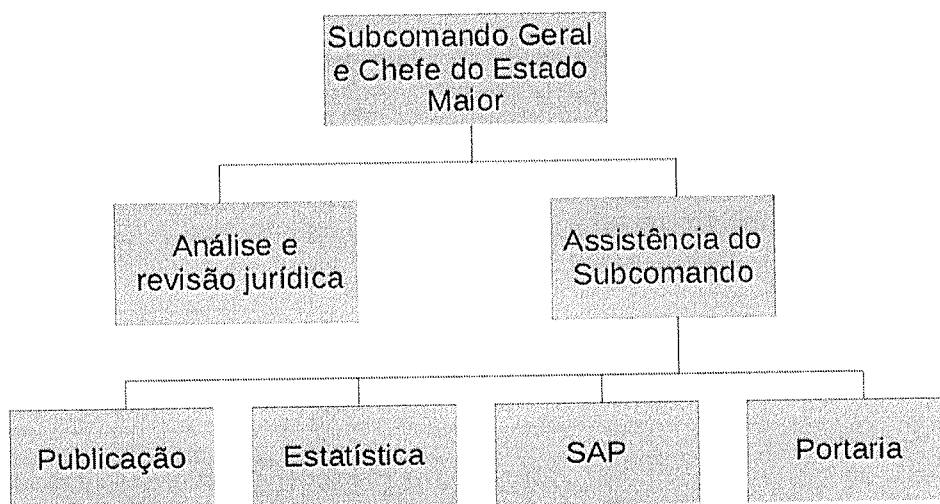 Subcomando Geral
e Chefe do Estado
Maior
Análise e
revisão jurídica
Assistência do
Subcomando
Publicação
Estatística
SAP
Portaria